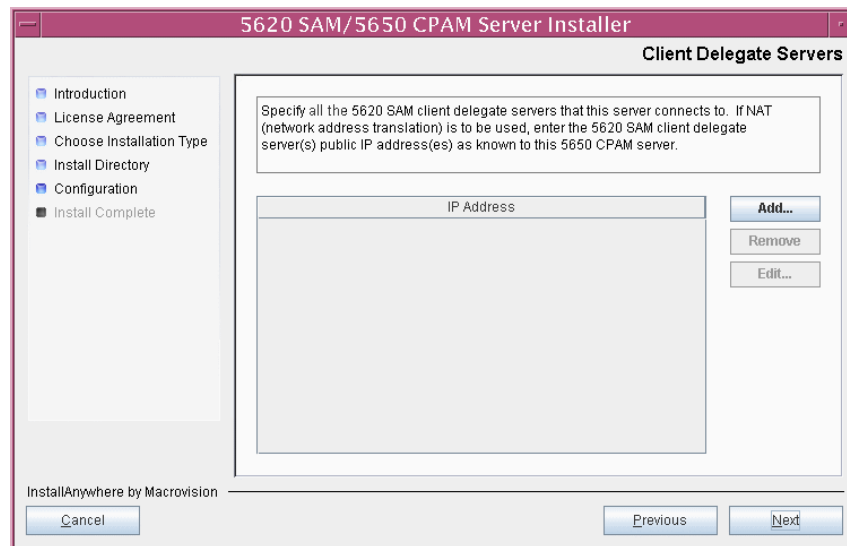 5620 SAM/5650 CPAM Server Installer
Client Delegate Servers
Introduction
License Agreement
Choose Installation Type
Install Directory
Configuration
Install Complete
Specify all the 5620 SAM client delegate servers that this server connects to. If NAT
(network address translation) is to be used, enter the 5620 SAM client delegate
server(s) public IP address(es) as known to this 5650 CPAM server.
IP Address
Add...
Remove
Edit...
InstallAnywhere by Macrovision
Cancel
Previous
Next